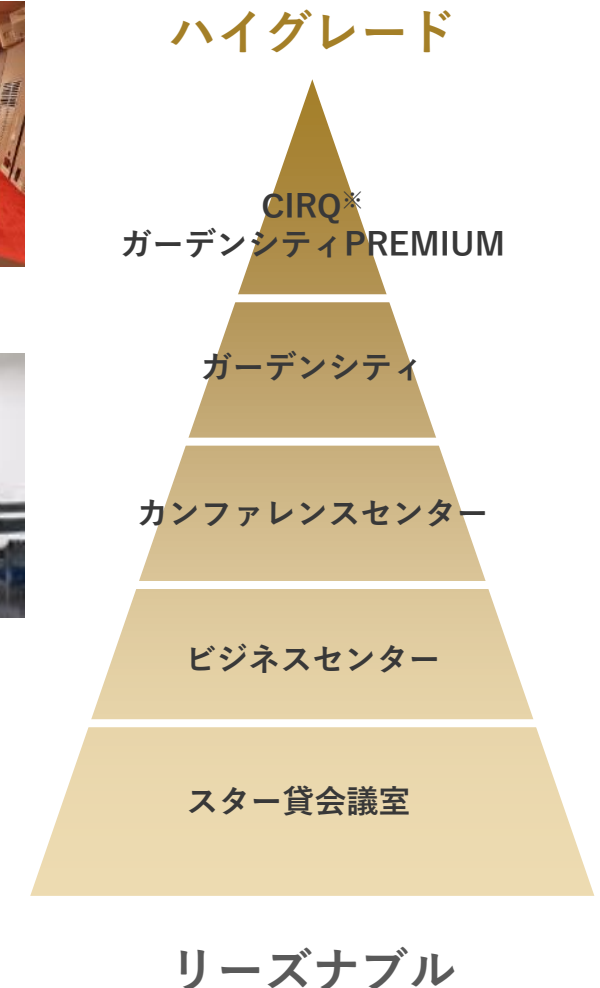 ハイグレード
CIRQ※
ガーデンシティPREMIUM
ガーデンシティ
カンファレンスセンター
ビジネスセンター
スター貸会議室
リーズナブル